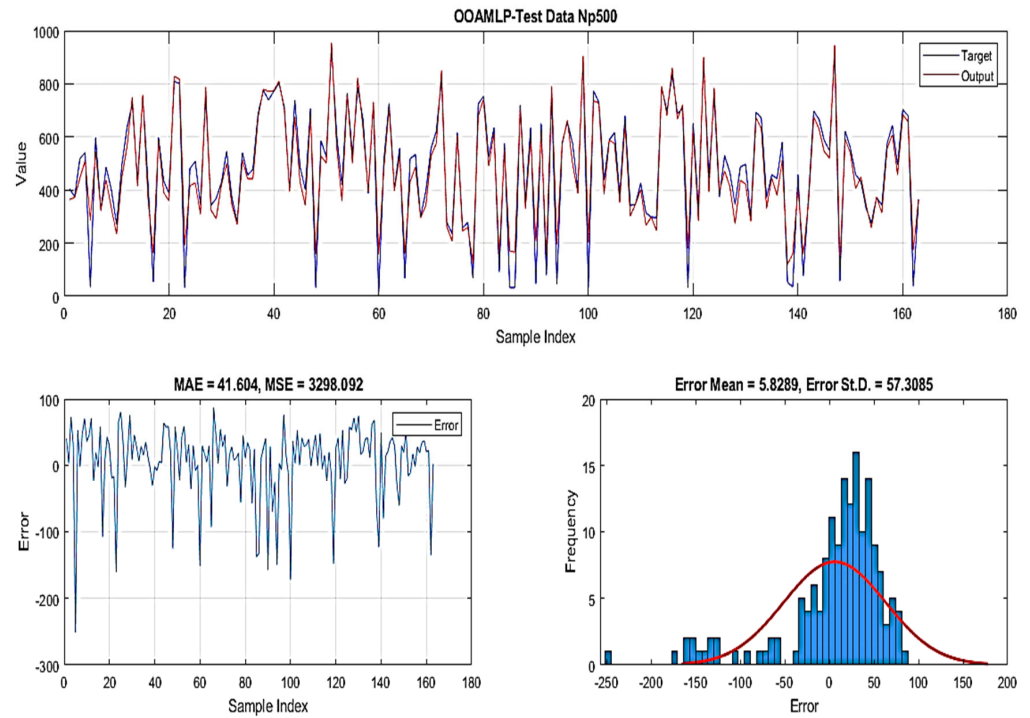 OOAMLP-Test Data Np500
Value
1000
800
600
400
200
0
Target
Output
0 20 40 60 80 100 120 140 160 180
Sample Index
MAE = 41.604, MSE = 3298.092
Error
100
0
-100
-200
-300
Error
0 20 40 60 80 100 120 140 160 180
Sample Index
Error Mean = 5.8289, Error St.D. = 57.3085
Frequency
20
15
10
5
0
-250 -200 -150 -100 -50 0 50 100 150 200
Error